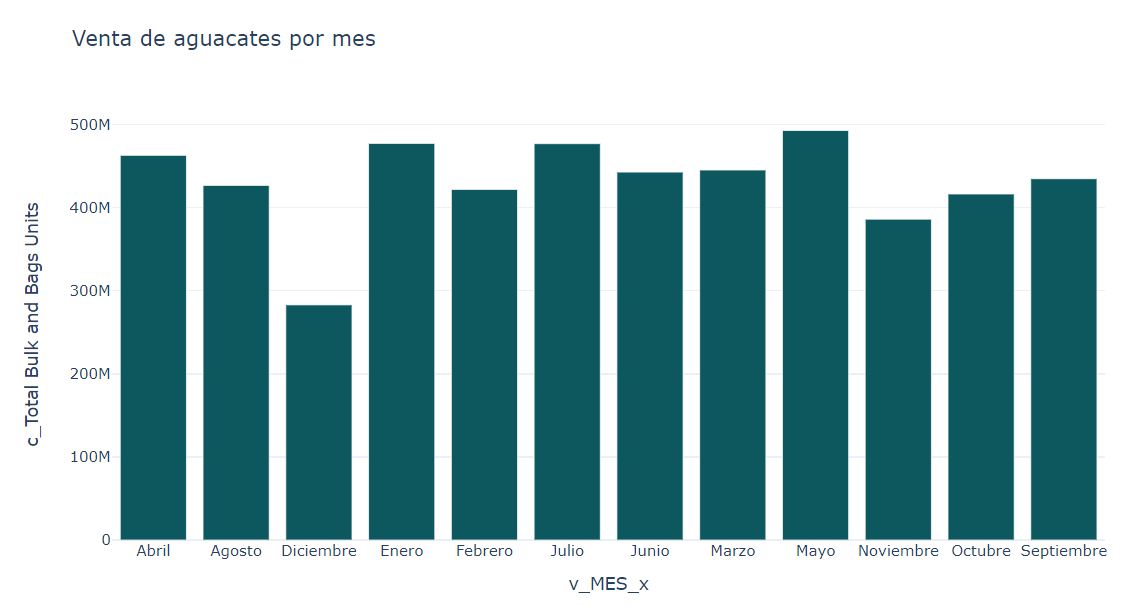 Venta de aguacates por mes
500M
400M
300M
200M
100M
0
c_Total Bulk and Bags Units
Abril Agosto Diciembre Enero Febrero Julio Junio Marzo Mayo Noviembre Octubre Septiembre
v_MES_x